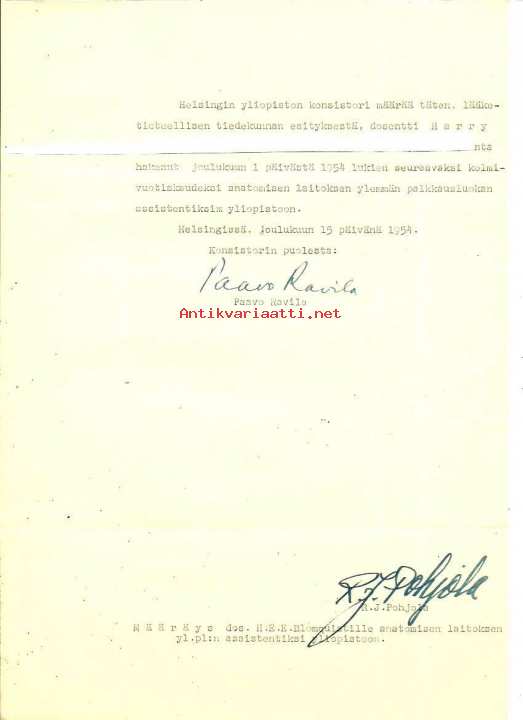 Helsingin yliopiston konsistori määrää täten, lääke-
tieteellisen tiedekunnan esityksestä, dosentti H a r r y
nta
hakenut joulukuun 1 päivästä 1954 lukien seuraavaksi kolmi-
vuotiskaudeksi anatomisen laitoksen ylemmän palkkausluokan
assistentiksi yliopistoon.
Helsingissä, joulukuun 15 päivänä 1954.
Konsistorin puolesta:
Paavo Ravila
Paavo Ravila
Antikvariaatti.net
R.J. Pohjola
R.J.Pohjola
M ä ä r ä y s dos. H.R.E.Blomquistille anatomisen laitoksen
yl.pl:n assistentiksi yliopistoon.